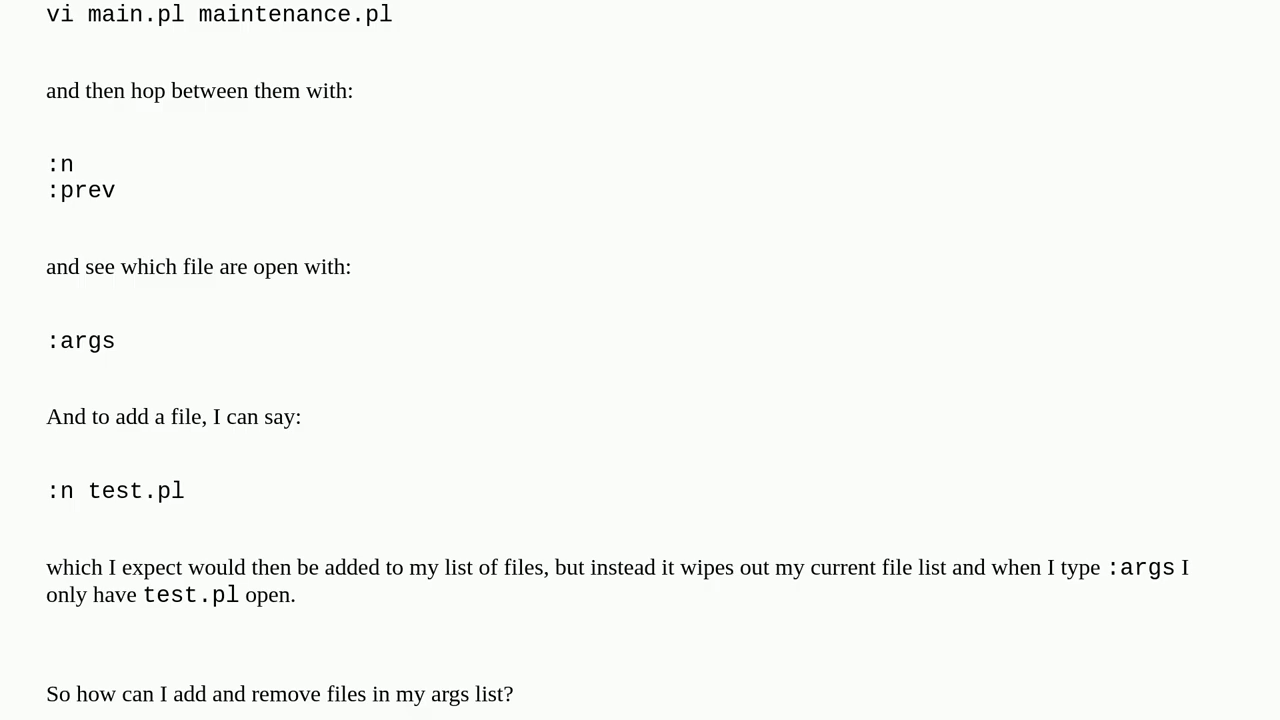 vi main.pl maintenance.pl
and then hop between them with:
:n
:prev
and see which file are open with:
:args
And to add a file, I can say:
:n test.pl
which I expect would then be added to my list of files, but instead it wipes out my current file list and when I type :args I
only have test.pl open.
So how can I add and remove files in my args list?